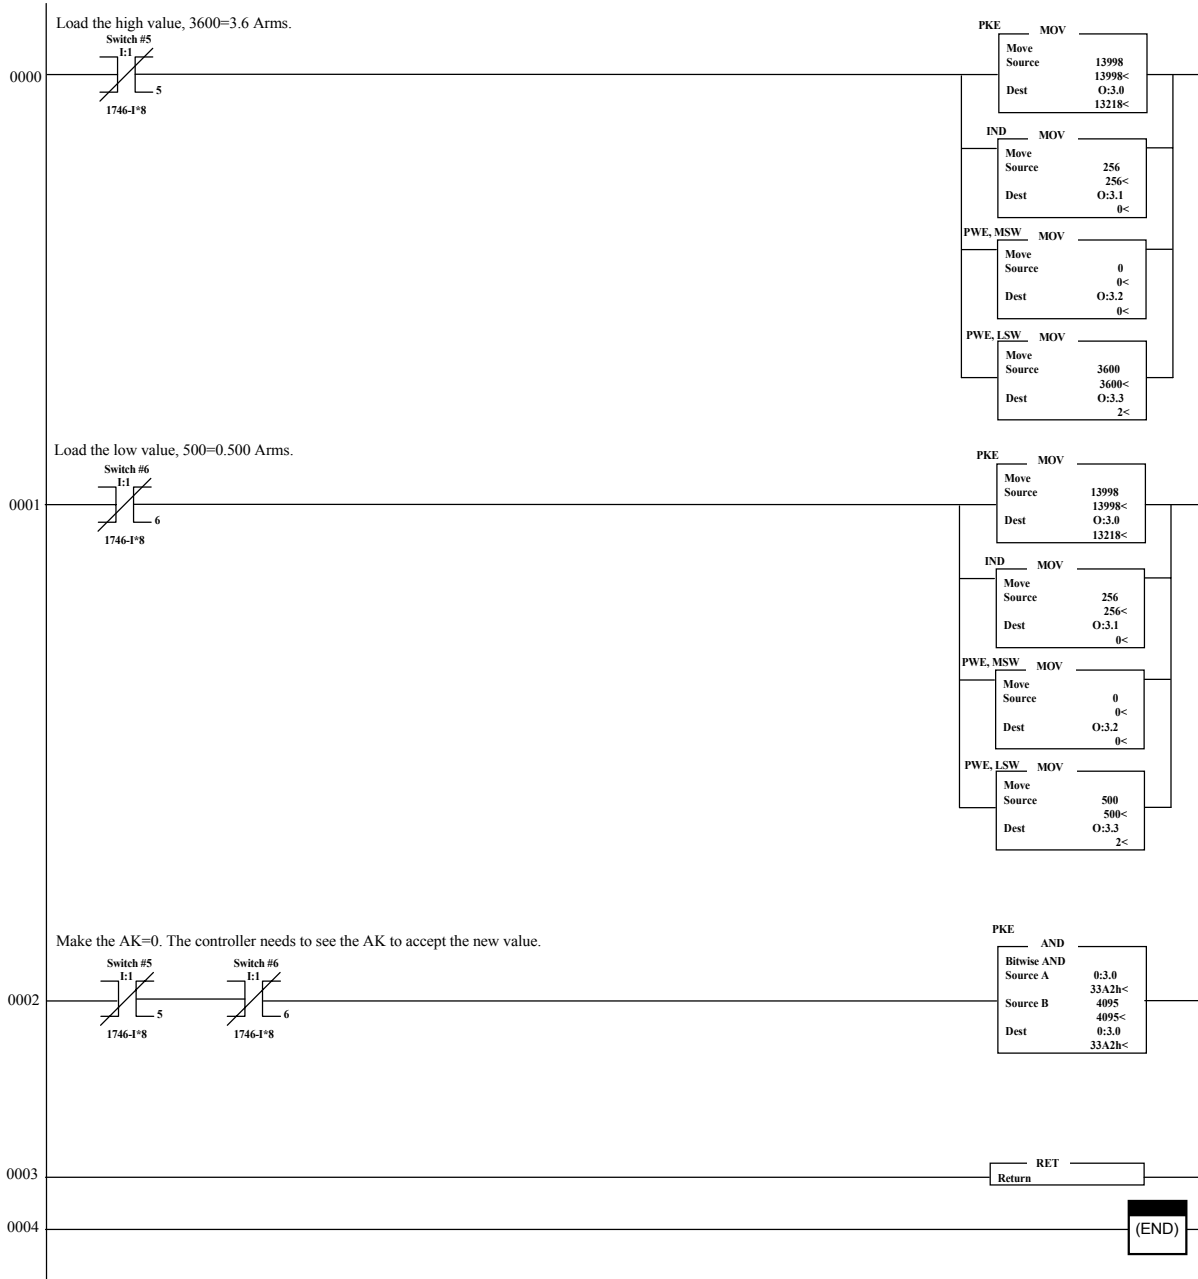 Load the high value, 3600=3.6 Arms.
Switch #5
I:1
0000
5
1746-I*8
PKE
MOV
Move
Source 13998
13998<
Dest O:3.0
13218<
IND
MOV
Move
Source 256
256<
Dest O:3.1
0<
PWE, MSW
MOV
Move
Source 0
0<
Dest O:3.2
0<
PWE, LSW
MOV
Move
Source 3600
3600<
Dest O:3.3
2<
Load the low value, 500=0.500 Arms.
Switch #6
I:1
0001
6
1746-I*8
PKE
MOV
Move
Source 13998
13998<
Dest O:3.0
13218<
IND
MOV
Move
Source 256
256<
Dest O:3.1
0<
PWE, MSW
MOV
Move
Source 0
0<
Dest O:3.2
0<
PWE, LSW
MOV
Move
Source 500
500<
Dest O:3.3
2<
Make the AK=0. The controller needs to see the AK to accept the new value.
Switch #5 Switch #6
I:1 I:1
0002
5 6
1746-I*8 1746-I*8
PKE
AND
Bitwise AND
Source A 0:3.0
33A2h<
Source B 4095
4095<
Dest 0:3.0
33A2h<
0003
RET
Return
0004
(END)